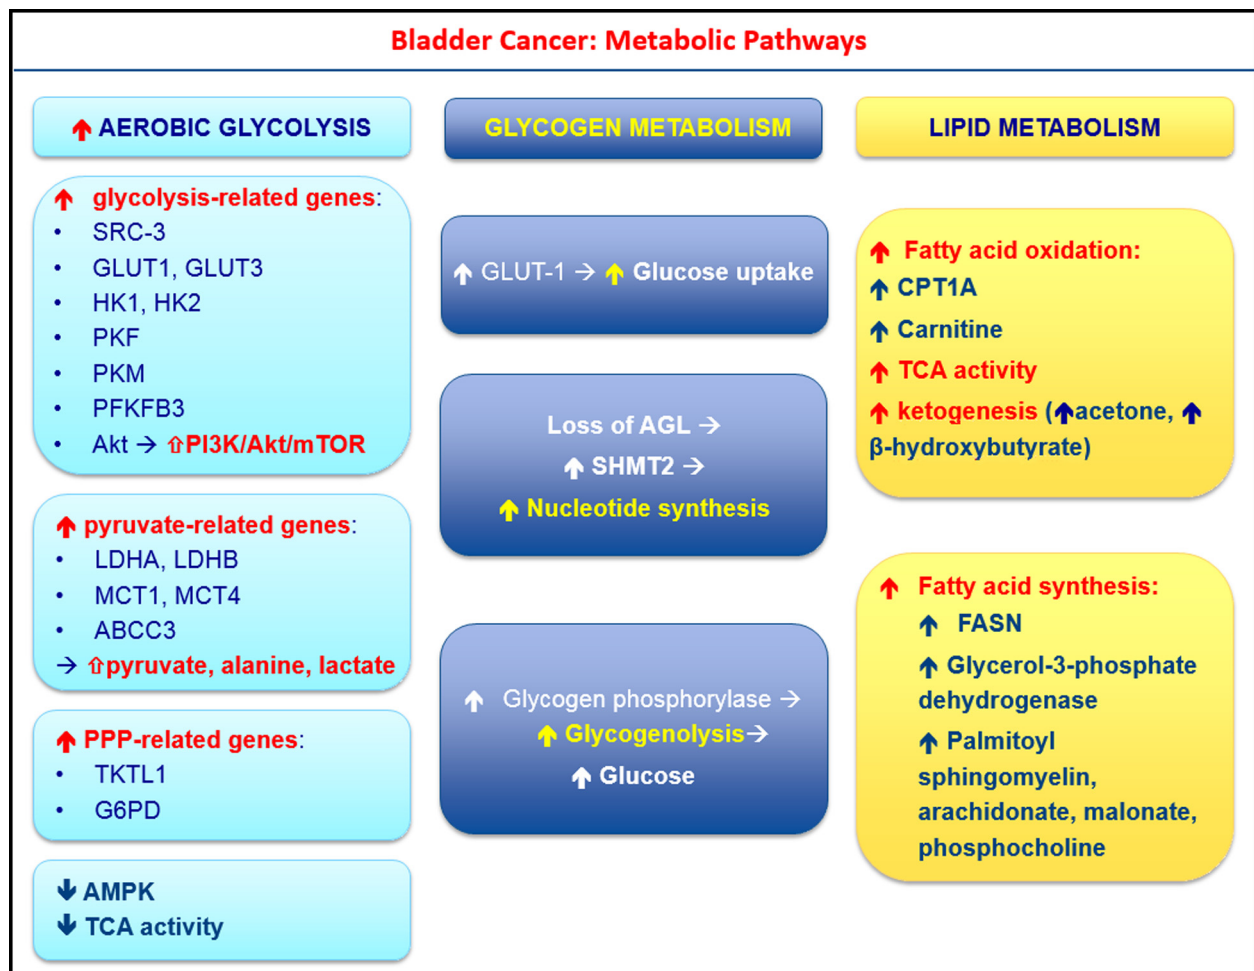 Bladder Cancer: Metabolic Pathways
↑ AEROBIC GLYCOLYSIS
↑ glycolysis-related genes:
• SRC-3
• GLUT1, GLUT3
• HK1, HK2
• PKF
• PKM
• PFKFB3
• Akt → ⇧PI3K/Akt/mTOR
↑ pyruvate-related genes:
• LDHA, LDHB
• MCT1, MCT4
• ABCC3
→ ⇧pyruvate, alanine, lactate
↑ PPP-related genes:
• TKTL1
• G6PD
↓ AMPK
↓ TCA activity
GLYCOGEN METABOLISM
↑ GLUT-1 → ↑ Glucose uptake
Loss of AGL →
↑ SHMT2 →
↑ Nucleotide synthesis
↑ Glycogen phosphorylase →
↑ Glycogenolysis→
↑ Glucose
LIPID METABOLISM
↑ Fatty acid oxidation:
↑ CPT1A
↑ Carnitine
↑ TCA activity
↑ ketogenesis (↑acetone, ↑
β-hydroxybutyrate)
↑ Fatty acid synthesis:
↑ FASN
↑ Glycerol-3-phosphate
dehydrogenase
↑ Palmitoyl
sphingomyelin,
arachidonate, malonate,
phosphocholine